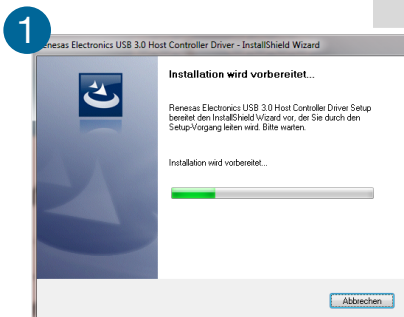 1
enesas Electronics USB 3.0 Host Controller Driver - InstallShield Wizard
Installation wird vorbereitet...
Renesas Electronics USB 3.0 Host Controller Driver Setup
bereitet den InstallShield Wizard vor, der Sie durch den
Setup-Vorgang leiten wird. Bitte warten.
Installation wird vorbereitet...
Abbrechen